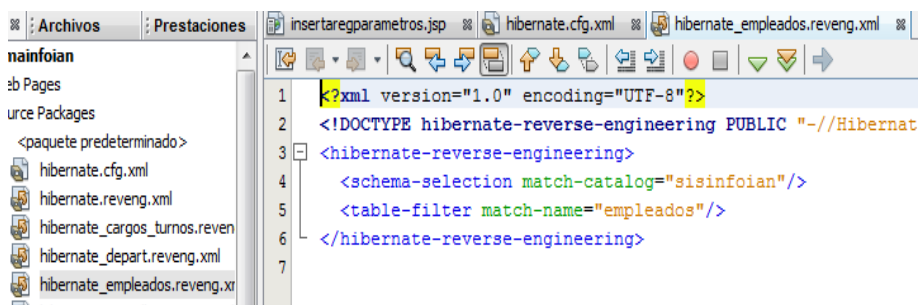 Archivos Prestaciones
insertaregparametros.jsp hibernate.cfg.xml hibernate_empleados.reveng.xml
mainfoian
eb Pages
urce Packages
<paquete predeterminado>
hibernate.cfg.xml
hibernate.reveng.xml
hibernate_cargos_turnos.reven
hibernate_depart.reveng.xml
hibernate_empleados.reveng.xr
1 <?xml version="1.0" encoding="UTF-8"?>
2 <!DOCTYPE hibernate-reverse-engineering PUBLIC "-//Hibernat
3 <hibernate-reverse-engineering>
4 <schema-selection match-catalog="sisinfoian"/>
5 <table-filter match-name="empleados"/>
6 </hibernate-reverse-engineering>
7